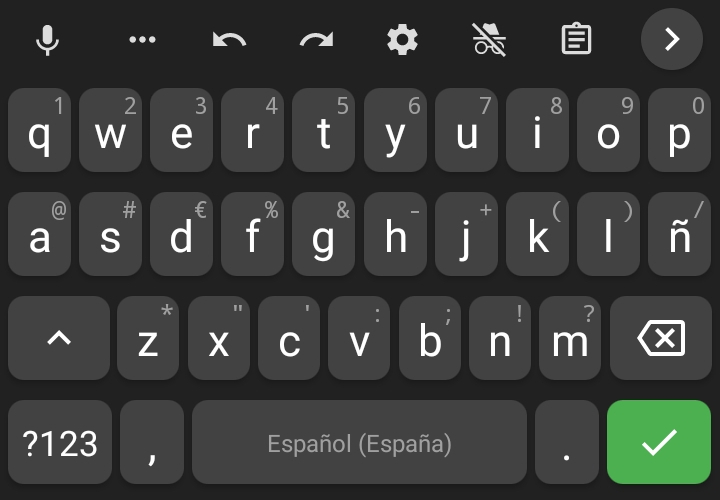 1 2 3 4 5 6 7 8 9 0
q w e r t y u i o p
@ # € % & - + ( ) /
a s d f g h j k l ñ
* " ' : ; ! ?
z x c v b n m
?123 , Español (España) .